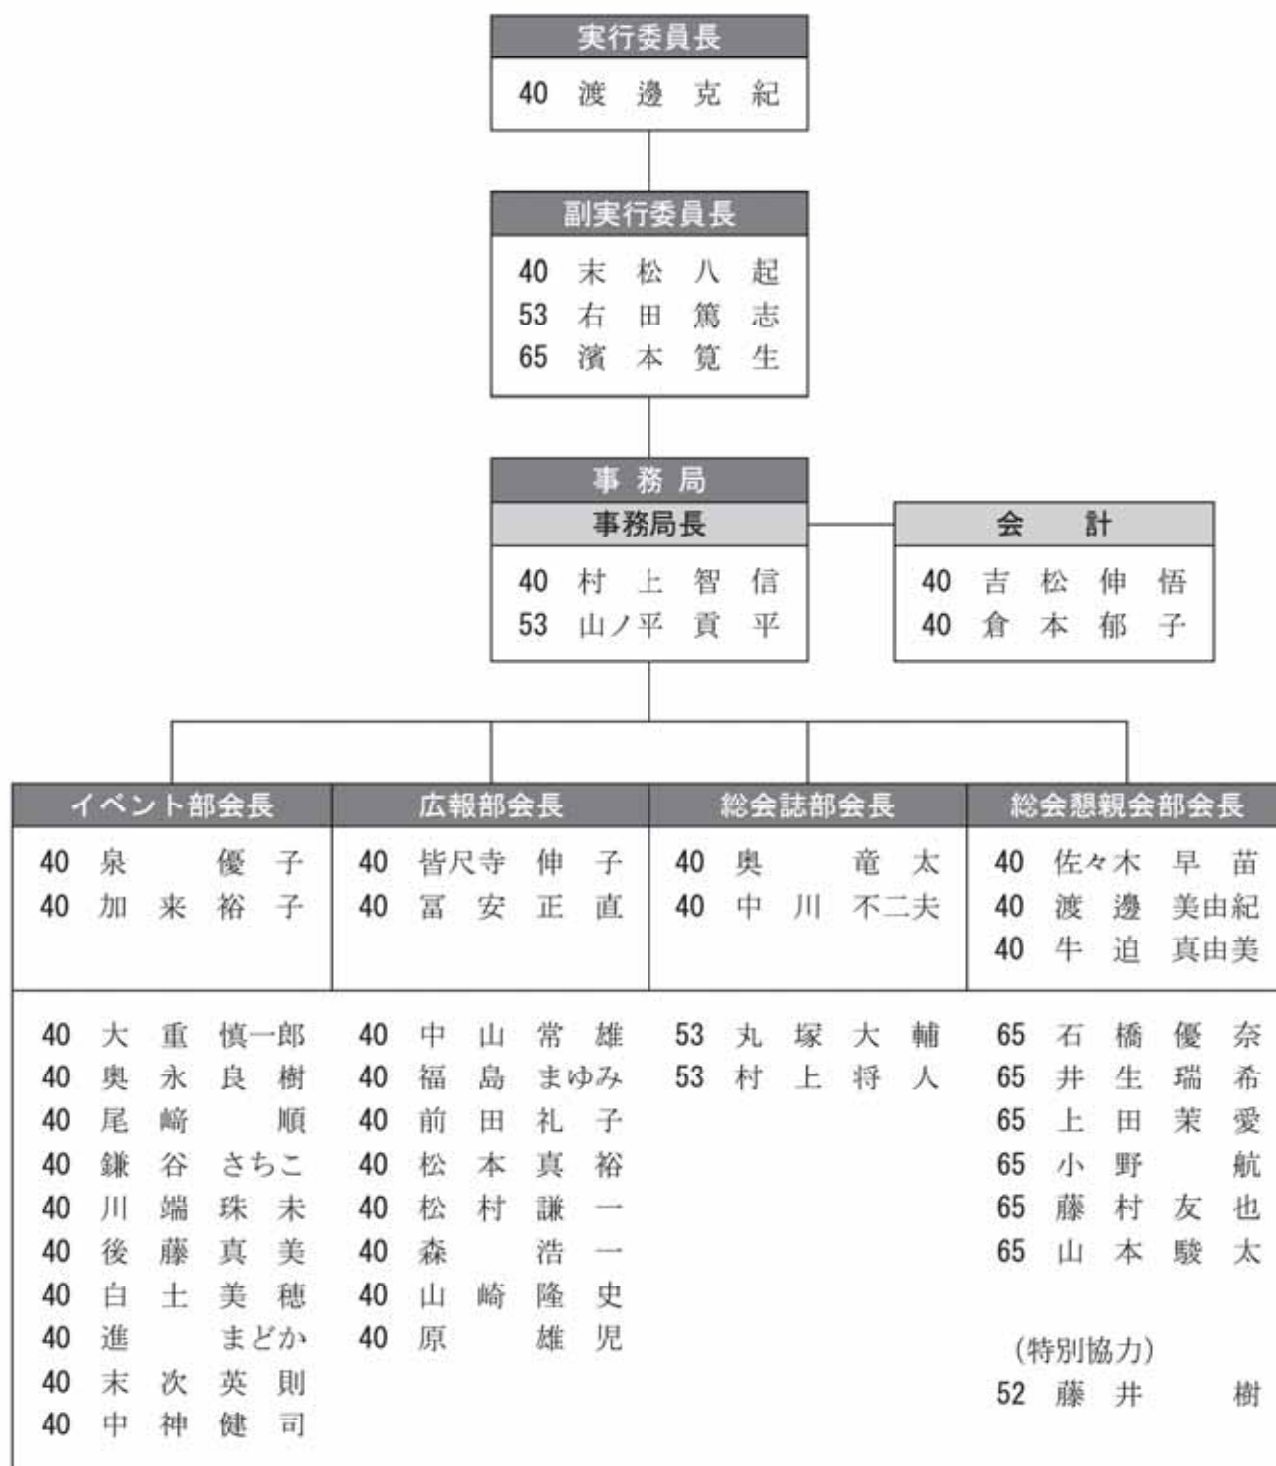 実行委員長
40 渡邊克紀
副実行委員長
40 末松八起
53 右田篤志
65 濱本筧生
事務局
事務局長
40 村上智信
53 山ノ平貢平
会計
40 吉松伸悟
40 倉本郁子
イベント部会長
40 泉優子
40 加来裕子
40 大重慎一郎
40 奥永良樹
40 尾﨑順
40 鎌谷さちこ
40 川端珠未
40 後藤真美
40 白土美穂
40 進まどか
40 末次英則
40 中神健司
広報部会長
40 皆尺寺伸子
40 冨安正直
40 中山常雄
40 福島まゆみ
40 前田礼子
40 松本真裕
40 松村謙一
40 森浩一
40 山崎隆史
40 原雄児
総会誌部会長
40 奥竜太
40 中川不二夫
53 丸塚大輔
53 村上将人
総会懇親会部会長
40 佐々木早苗
40 渡邊美由紀
40 牛迫真由美
65 石橋優奈
65 井生瑞希
65 上田茉愛
65 小野航
65 藤村友也
65 山本駿太
（特別協力）
52 藤井樹